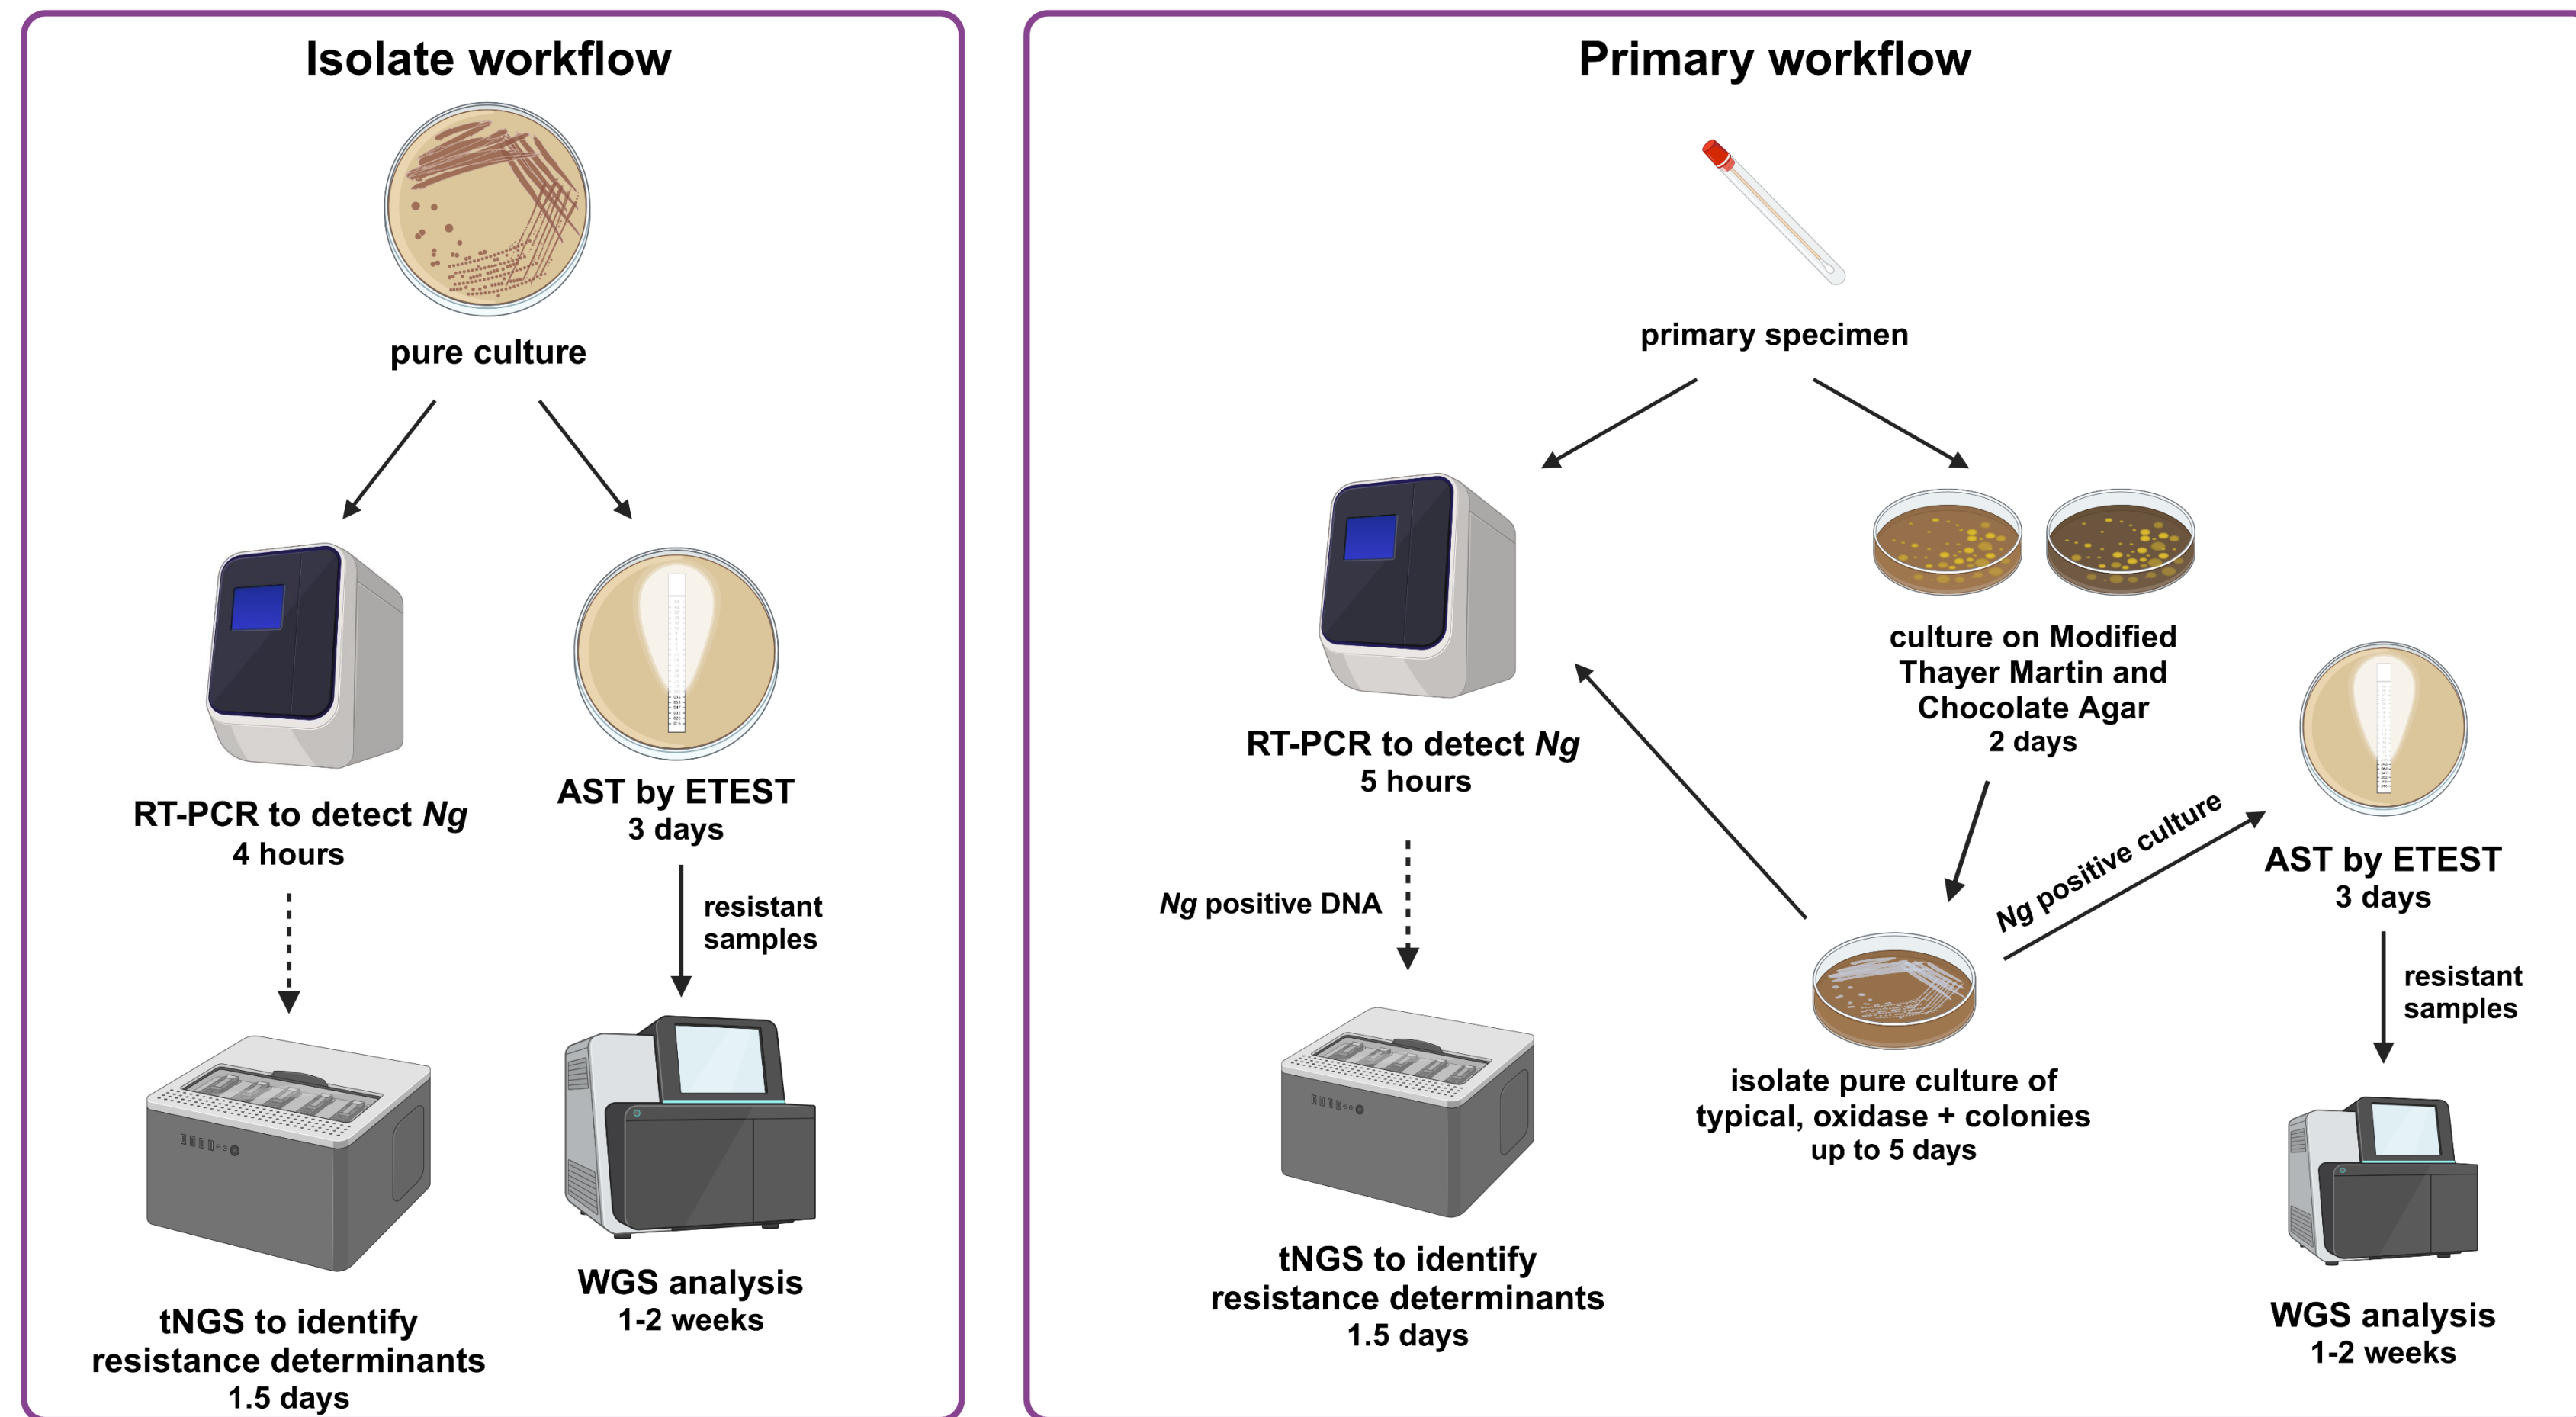 Isolate workflow
pure culture
RT-PCR to detect Ng
4 hours
AST by ETEST
3 days
resistant
samples
tNGS to identify
resistance determinants
1.5 days
WGS analysis
1-2 weeks
Primary workflow
primary specimen
RT-PCR to detect Ng
5 hours
culture on Modified
Thayer Martin and
Chocolate Agar
2 days
Ng positive DNA
Ng positive culture
isolate pure culture of
typical, oxidase + colonies
up to 5 days
AST by ETEST
3 days
resistant
samples
tNGS to identify
resistance determinants
1.5 days
WGS analysis
1-2 weeks